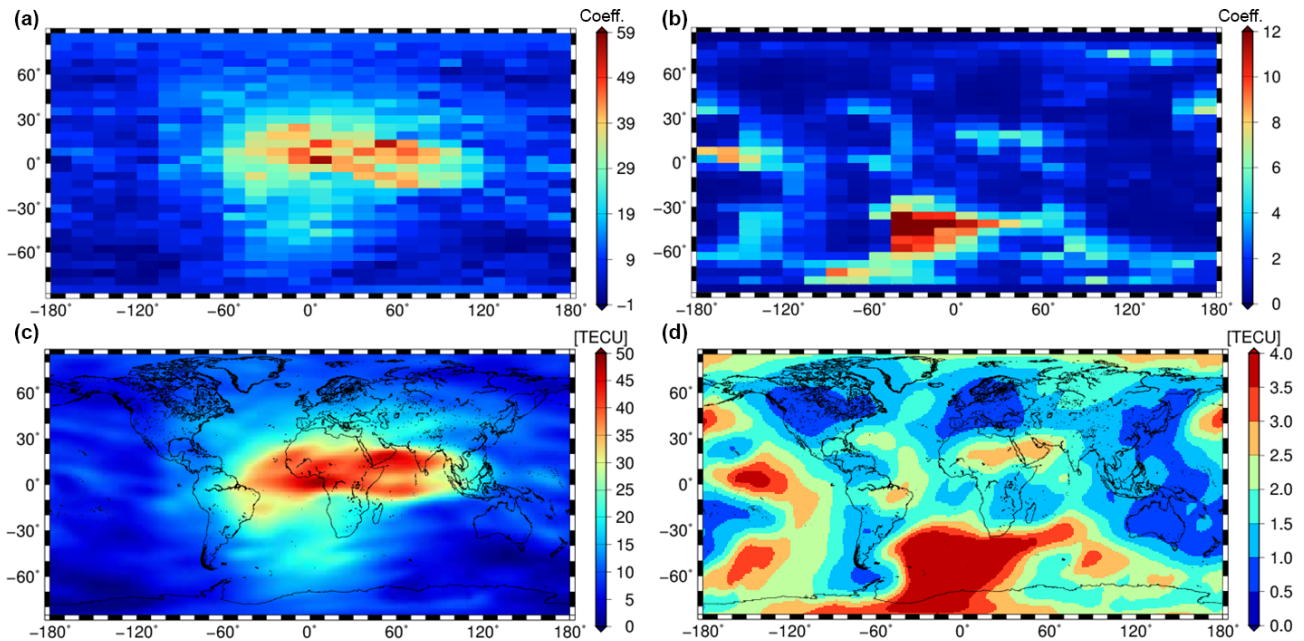 (a) Coeff. (b) Coeff.
59 12
60° 49 60° 10
30° 39 30° 8
0° 29 0° 6
−30° 19 −30° 4
−60° 9 −60° 2
−1 0
−180° −120° −60° 0° 60° 120° 180° −180° −120° −60° 0° 60° 120° 180°
(c) [TECU] (d) [TECU]
50 4.0
45 3.5
60° 40 60° 3.0
30° 35 30° 2.5
30
0° 25 0° 2.0
20
−30° 15 −30° 1.5
−60° 10 −60° 1.0
5 0.5
0 0.0
−180° −120° −60° 0° 60° 120° 180° −180° −120° −60° 0° 60° 120° 180°